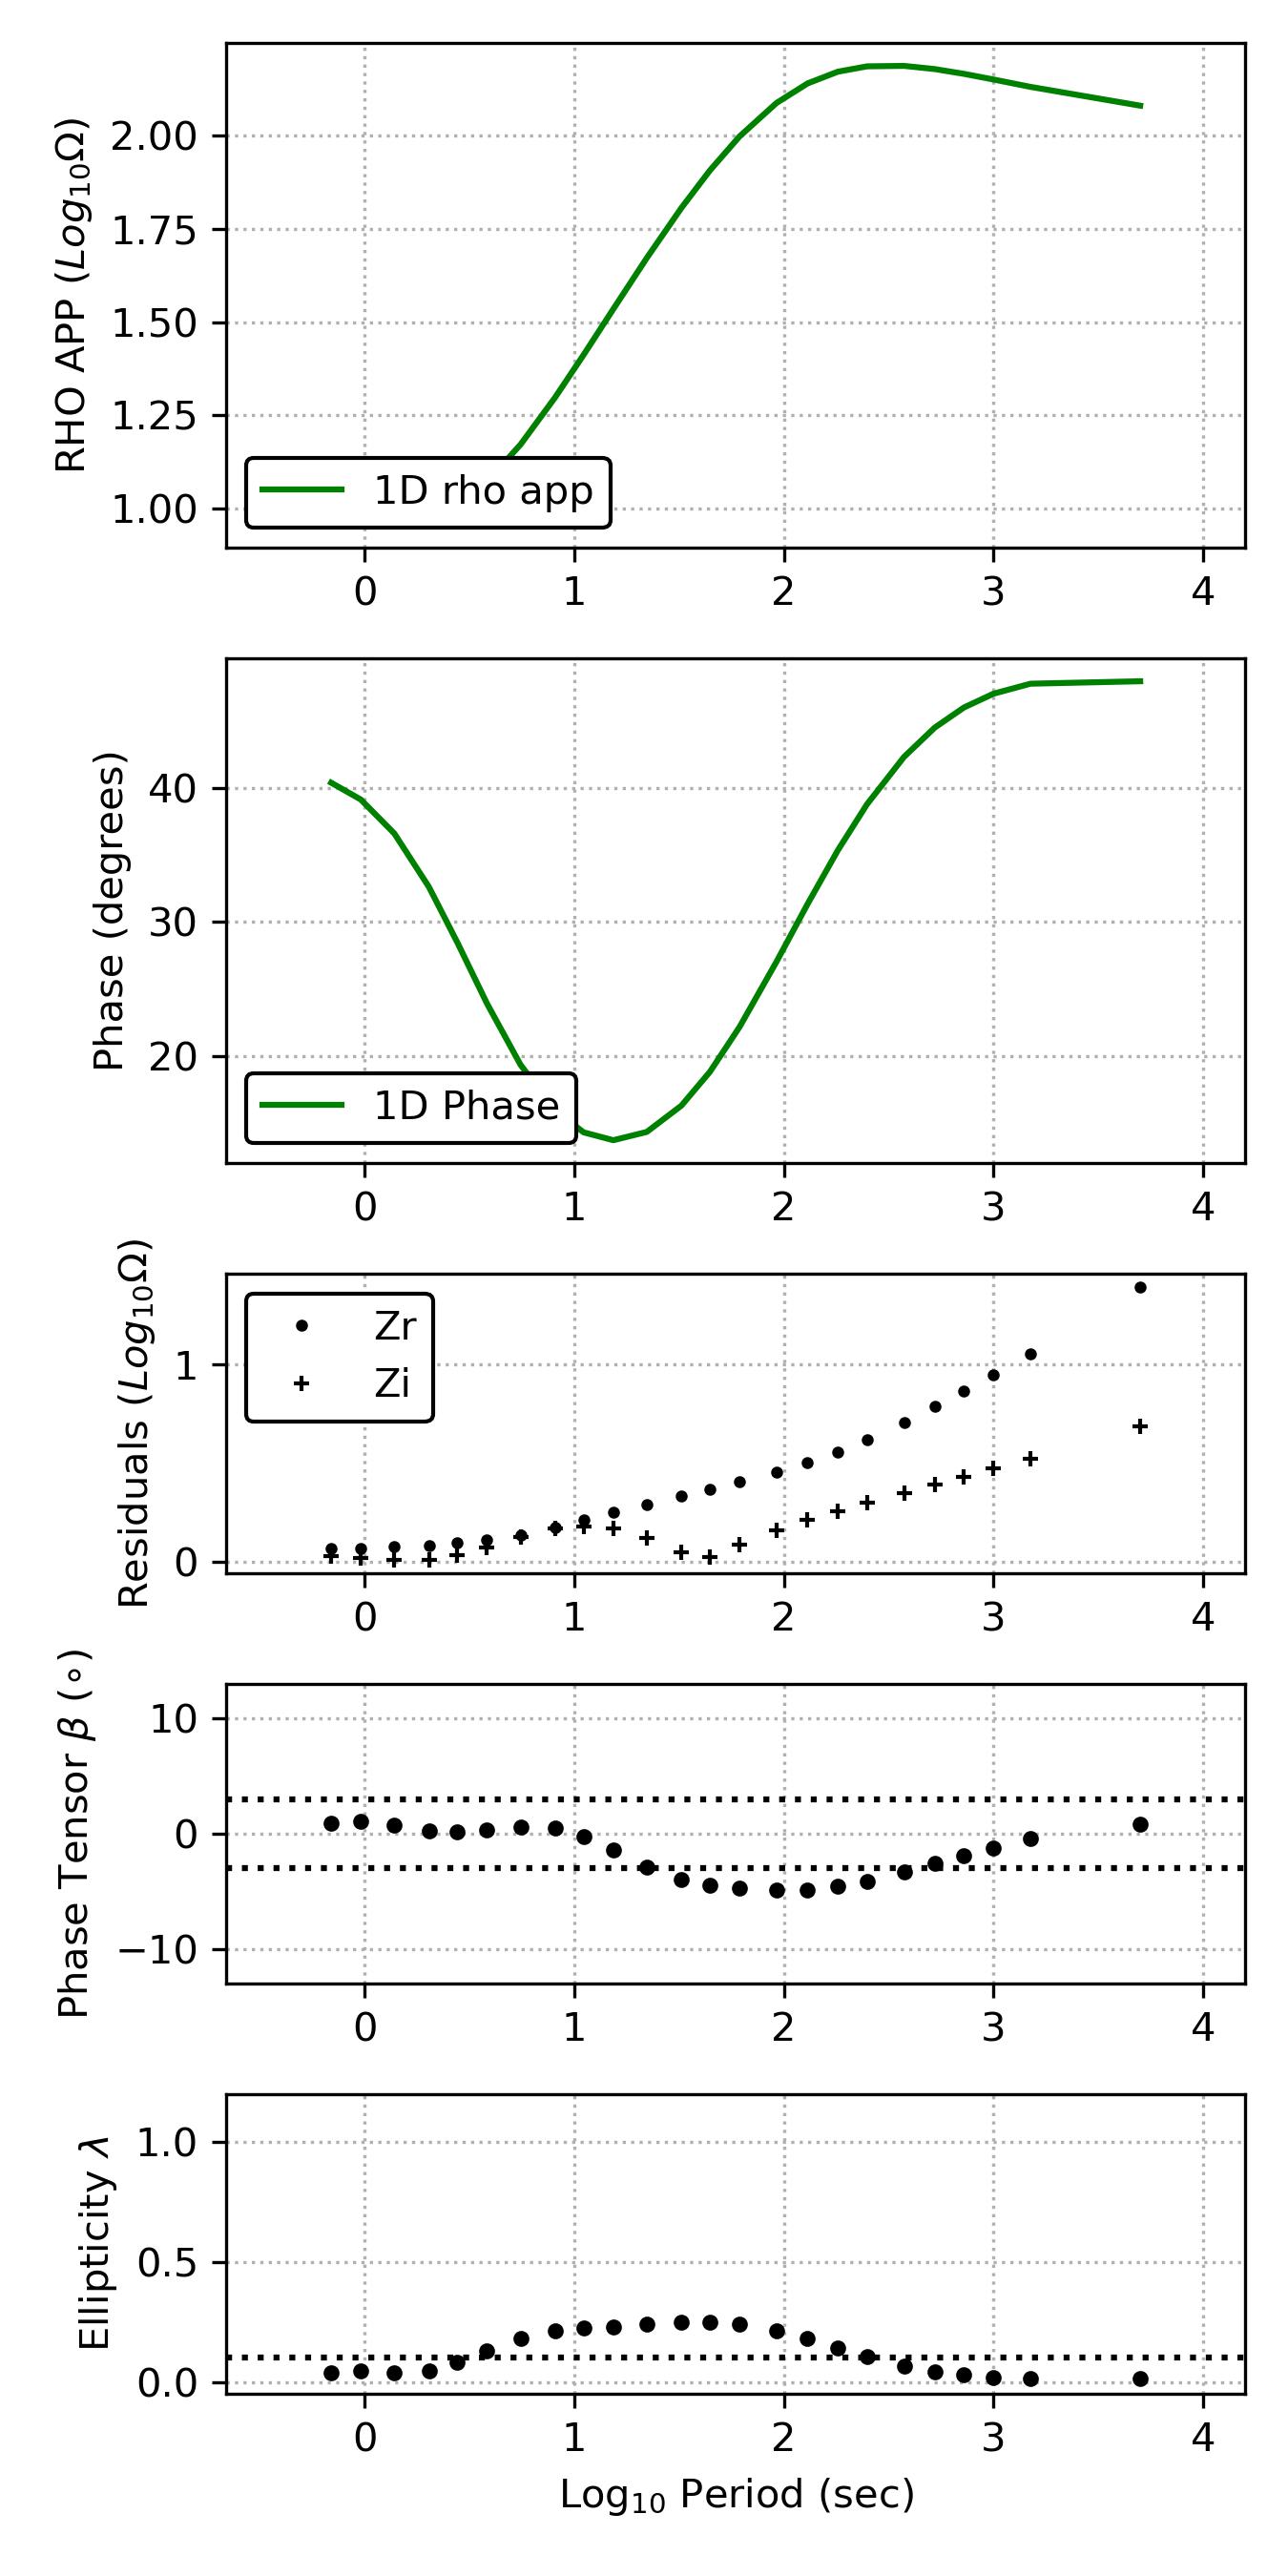 RHO APP (Log₁₀Ω)
2.00
1.75
1.50
1.25
1.00
1D rho app
0 1 2 3 4
Phase (degrees)
40
30
20
1D Phase
0 1 2 3 4
Residuals (Log₁₀Ω)
Zr
Zi
1
0
0 1 2 3 4
Phase Tensor β (∘)
10
0
−10
0 1 2 3 4
Ellipticity λ
1.0
0.5
0.0
0 1 2 3 4
Log₁₀ Period (sec)